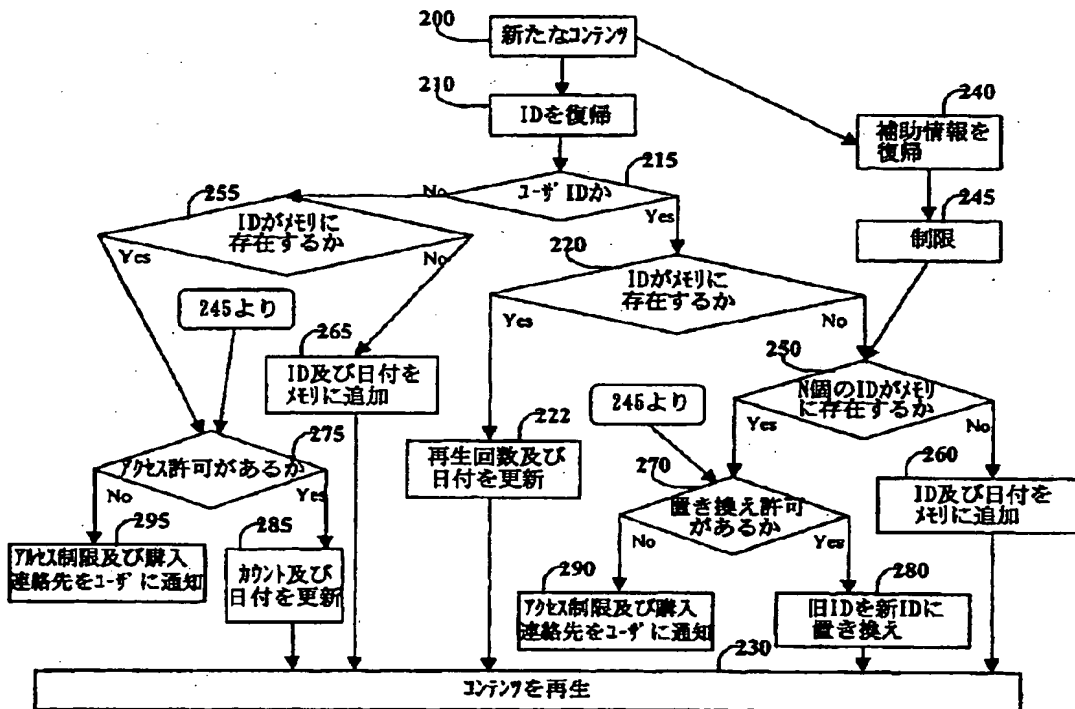 200
新たなコンテンツ
210
IDを復帰
240
補助情報を
復帰
215
ユーザIDか
No
Yes
245
制限
255
IDがメモリに
存在するか
Yes
No
220
IDがメモリに
存在するか
Yes
No
245より
265
ID及び日付を
メモリに追加
250
N個のIDがメモリ
に存在するか
Yes
No
245より
222
再生回数及び
日付を更新
275
アクセス許可があるか
No
Yes
270
置き換え許可
があるか
No
Yes
260
ID及び日付を
メモリに追加
295
アルセス制限及び購入
連絡先をユーザに通知
285
カウント及び
日付を更新
290
アクセス制限及び購入
連絡先をユーザに通知
280
旧IDを新IDに
置き換え
230
コンテンツを再生